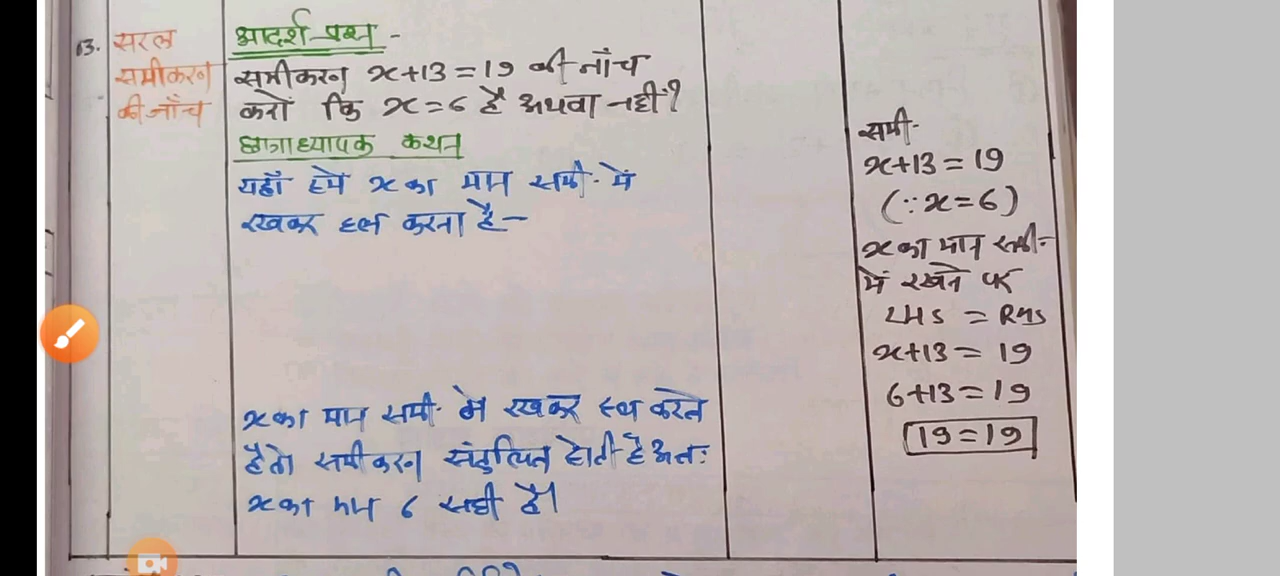 13. सरल
समीकरण
की जाँच
आदर्श प्रश्न -
समीकरण x+13=19 की जाँच
करो कि x=6 है अथवा नहीं?
छात्राध्यापक कथन
यहाँ हमें x का मान समी. में
रखकर हल करना है-
x का मान समी. में रखकर हल करते
है तो समीकरण संतुलित होती है अतः
x का मान 6 सही है।
समी.
x+13=19
(∵x=6)
x का मान समी.
में रखने पर
LHS = RHS
x+13= 19
6+13=19
19=19